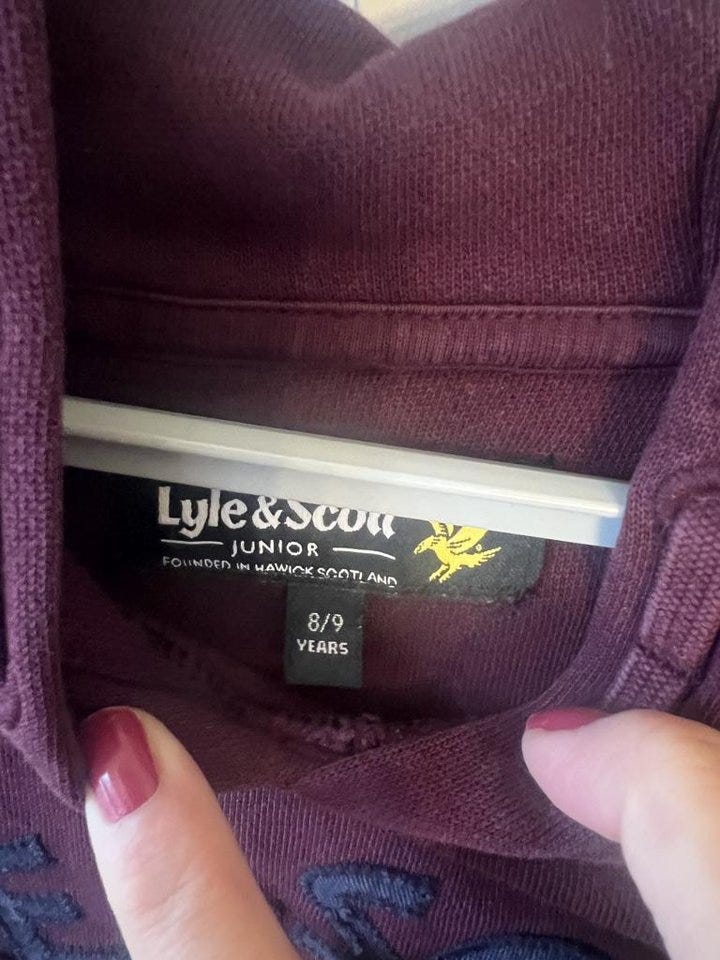 Lyle & Scott
JUNIOR
FOUNDED IN HAWICK SCOTLAND
8/9
YEARS